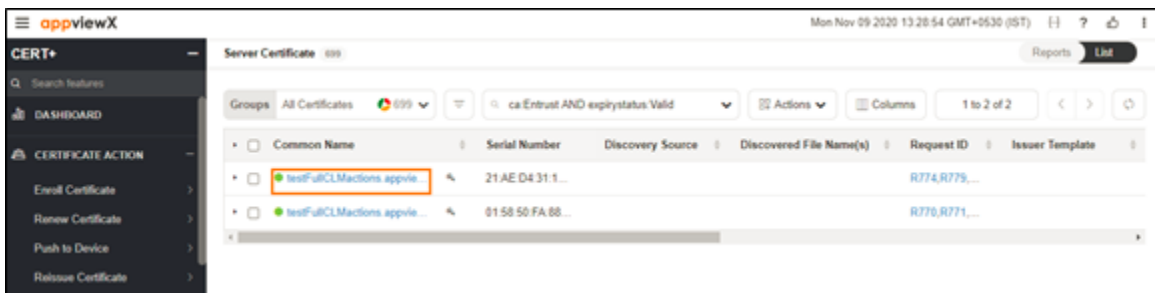 appviewX
Mon Nov 09 2020 13:28:54 GMT+0530 (IST)
CERT+
Server Certificate 699
Reports List
Search features
DASHBOARD
Groups All Certificates 699
ca:Entrust AND expirystatus:Valid
Actions
Columns
1 to 2 of 2
CERTIFICATE ACTION
Common Name Serial Number Discovery Source Discovered File Name(s) Request ID Issuer Template
Enroll Certificate
testFullCLMactions.appvie... 21:AE:D4:31:1... R774,R779,...
Renew Certificate
testFullCLMactions.appvie... 01:58:50:FA:88... R770,R771,...
Push to Device
Reissue Certificate